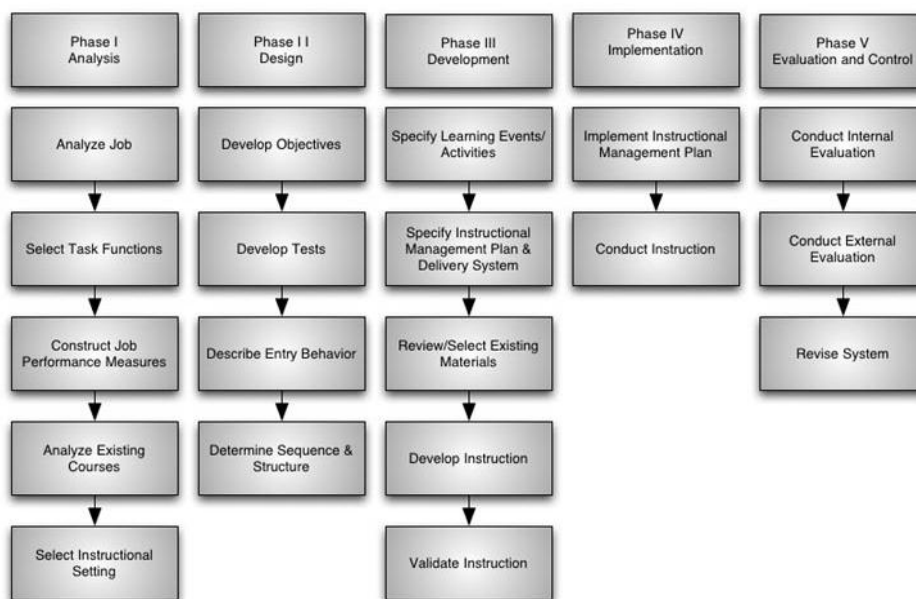 Phase I
Analysis
Phase I I
Design
Phase III
Development
Phase IV
Implementation
Phase V
Evaluation and Control
Analyze Job
Develop Objectives
Specify Learning Events/
Activities
Implement Instructional
Management Plan
Conduct Internal
Evaluation
Select Task Functions
Develop Tests
Specify Instructional
Management Plan &
Delivery System
Conduct Instruction
Conduct External
Evaluation
Construct Job
Performance Measures
Describe Entry Behavior
Review/Select Existing
Materials
Revise System
Analyze Existing
Courses
Determine Sequence &
Structure
Develop Instruction
Select Instructional
Setting
Validate Instruction